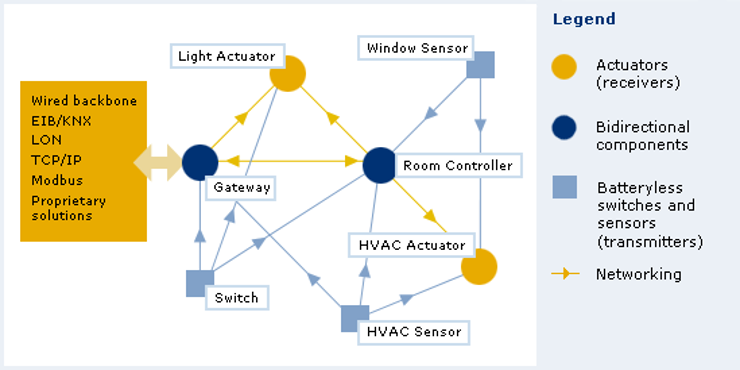 Legend
Light Actuator
Window Sensor
Actuators
(receivers)
Wired backbone
EIB/KNX
LON
TCP/IP
Modbus
Proprietary
solutions
Bidirectional
components
Room Controller
Gateway
Batteryless
switches and
sensors
(transmitters)
HVAC Actuator
Networking
Switch
HVAC Sensor